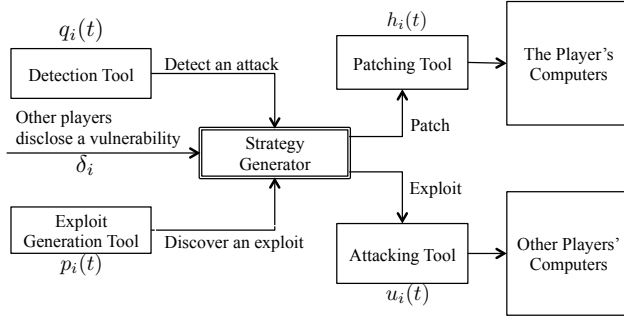 q_i(t)
Detection Tool
Detect an attack
Other players
disclose a vulnerability
δ_i
Exploit
Generation Tool
p_i(t)
Discover an exploit
Strategy
Generator
h_i(t)
Patching Tool
Patch
The Player's
Computers
Exploit
Attacking Tool
u_i(t)
Other Players'
Computers